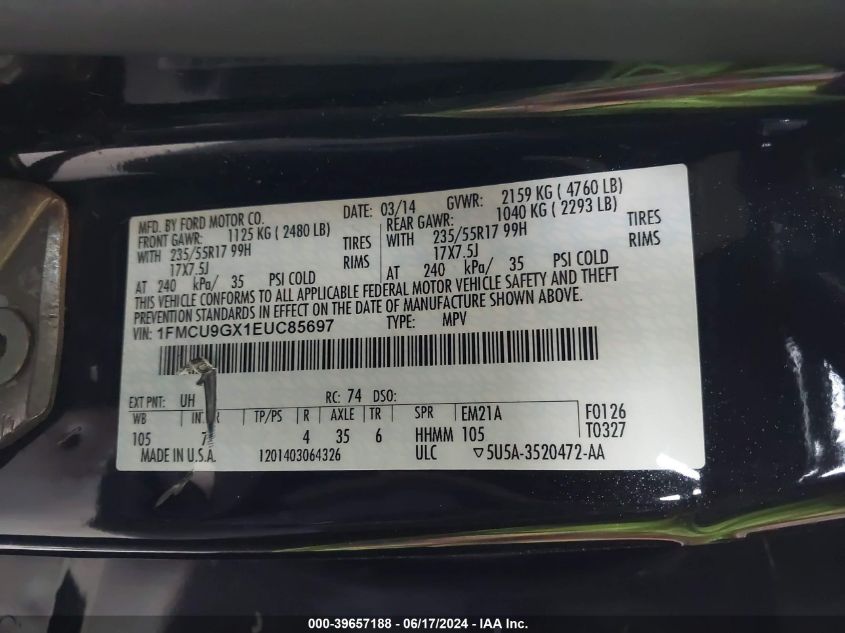 MFD. BY FORD MOTOR CO. DATE: 03/14 GVWR: 2159 KG ( 4760 LB)
FRONT GAWR: 1125 KG ( 2480 LB) REAR GAWR: 1040 KG ( 2293 LB)
WITH 235/55R17 99H TIRES WITH 235/55R17 99H TIRES
17X7.5J RIMS 17X7.5J RIMS
AT 240 kPa/ 35 PSI COLD AT 240 kPa/ 35 PSI COLD
THIS VEHICLE CONFORMS TO ALL APPLICABLE FEDERAL MOTOR VEHICLE SAFETY AND THEFT
PREVENTION STANDARDS IN EFFECT ON THE DATE OF MANUFACTURE SHOWN ABOVE.
VIN: 1FMCU9GX1EUC85697 TYPE: MPV
EXT PNT: UH RC: 74 DSO:
WB TP/PS R AXLE TR SPR EM21A F0126
105 7 4 35 6 HHMM 105 T0327
MADE IN U.S.A. 1201403064326 ULC ▽5U5A-3520472-AA
000-39657188 - 06/17/2024 - IAA Inc.